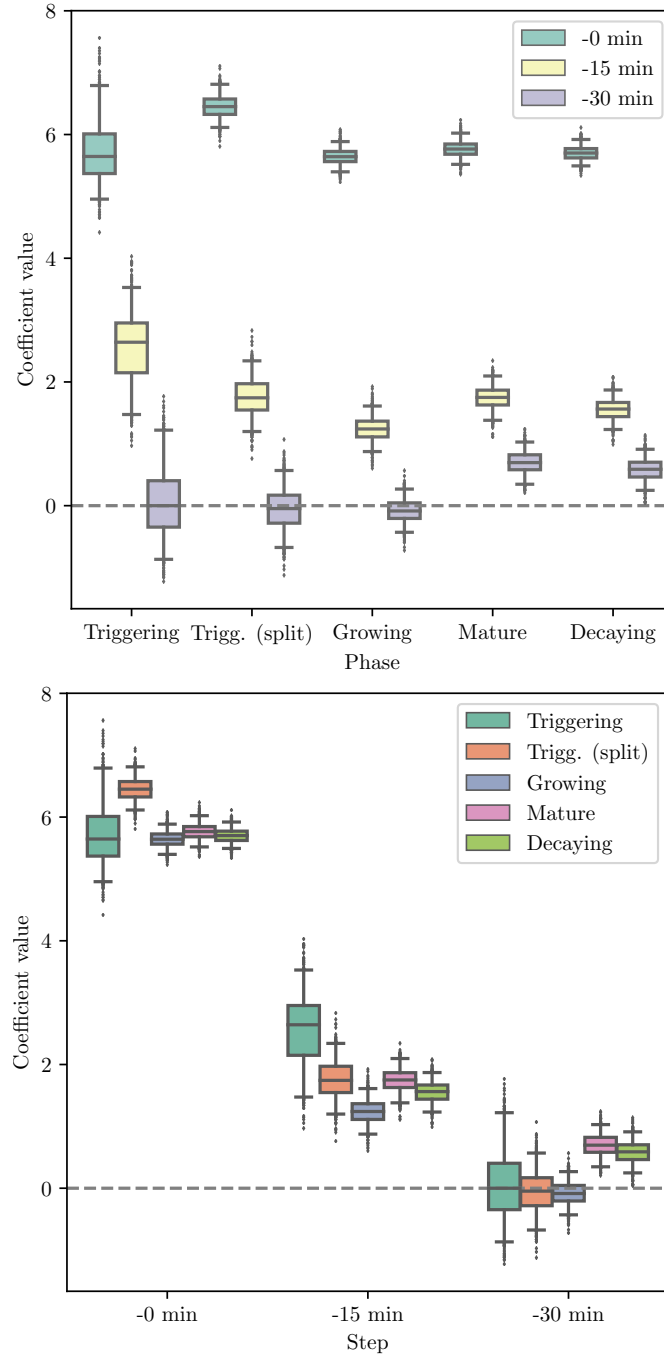 8
6
4
2
0
Coefficient value
-0 min
-15 min
-30 min
Triggering Trigg. (split) Growing Mature Decaying
Phase
8
6
4
2
0
Coefficient value
Triggering
Trigg. (split)
Growing
Mature
Decaying
-0 min -15 min -30 min
Step